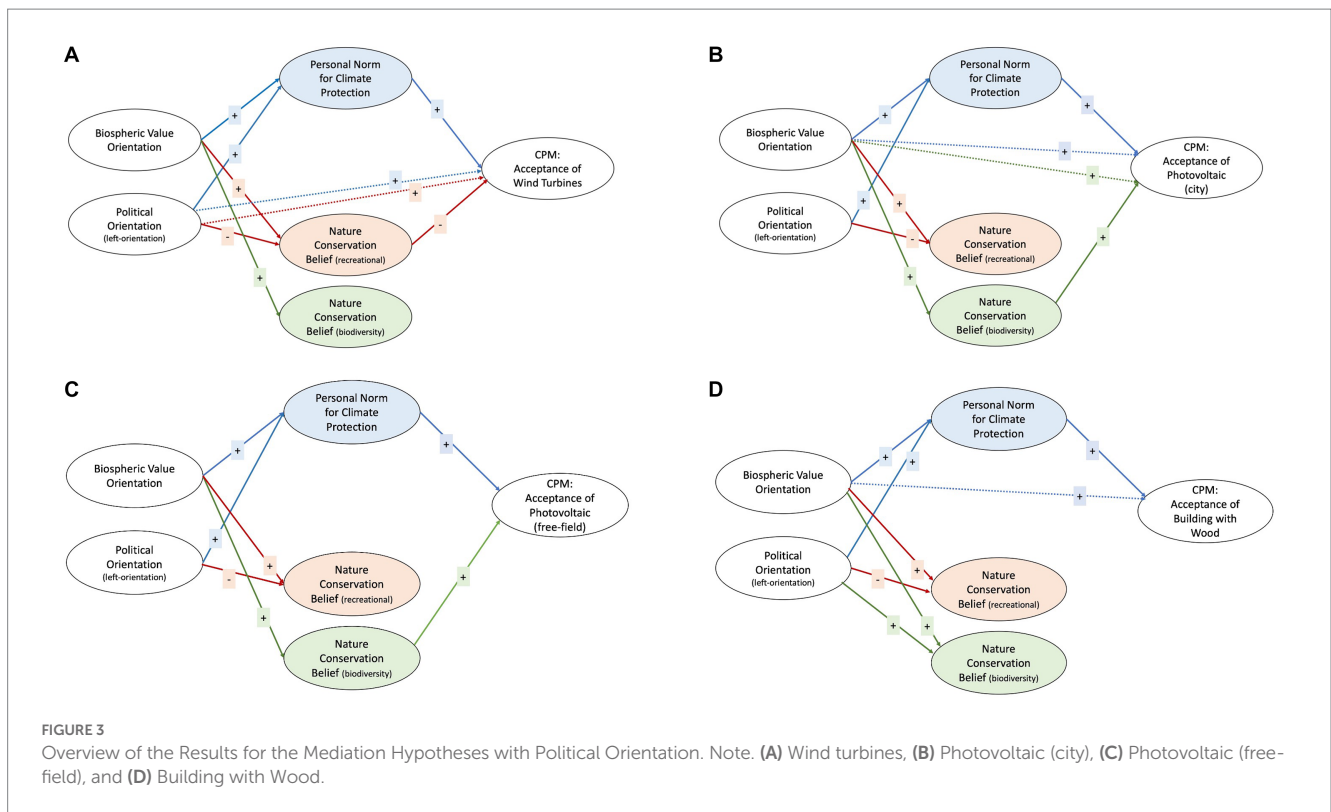 A
Personal Norm
for Climate
Protection
+
+
Biospheric Value
Orientation
+
CPM:
Acceptance of
Wind Turbines
+
+
+
Political
Orientation
(left-orientation)
-
-
Nature
Conservation
Belief (recreational)
+
Nature
Conservation
Belief (biodiversity)
B
Personal Norm
for Climate
Protection
+
+
Biospheric Value
Orientation
+
+
CPM:
Acceptance of
Photovoltaic
(city)
+
+
Political
Orientation
(left-orientation)
-
+
Nature
Conservation
Belief (recreational)
+
Nature
Conservation
Belief (biodiversity)
C
Personal Norm
for Climate
Protection
+
+
Biospheric Value
Orientation
CPM:
Acceptance of
Photovoltaic
(free-field)
+
Political
Orientation
(left-orientation)
+
-
+
Nature
Conservation
Belief (recreational)
+
Nature
Conservation
Belief (biodiversity)
D
Personal Norm
for Climate
Protection
+
+
+
Biospheric Value
Orientation
+
CPM:
Acceptance of
Building with
Wood
Political
Orientation
(left-orientation)
+
-
Nature
Conservation
Belief (recreational)
+
+
Nature
Conservation
Belief (biodiversity)
FIGURE 3
Overview of the Results for the Mediation Hypotheses with Political Orientation. Note. (A) Wind turbines, (B) Photovoltaic (city), (C) Photovoltaic (free-
field), and (D) Building with Wood.